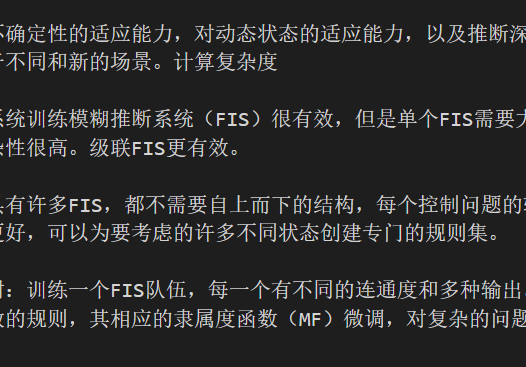 不确定性的适应能力，对动态状态的适应能力，以及推断深
于不同和新的场景。计算复杂度
系统训练模糊推断系统（FIS）很有效，但是单个FIS需要大
杂性很高。级联FIS更有效。
具有许多FIS，都不需要自上而下的结构，每个控制问题的输
更好，可以为要考虑的许多不同状态创建专门的规则集。
时：训练一个FIS队伍，每一个有不同的连通度和多种输出
效的规则，其相应的隶属度函数（MF）微调，对复杂的问题